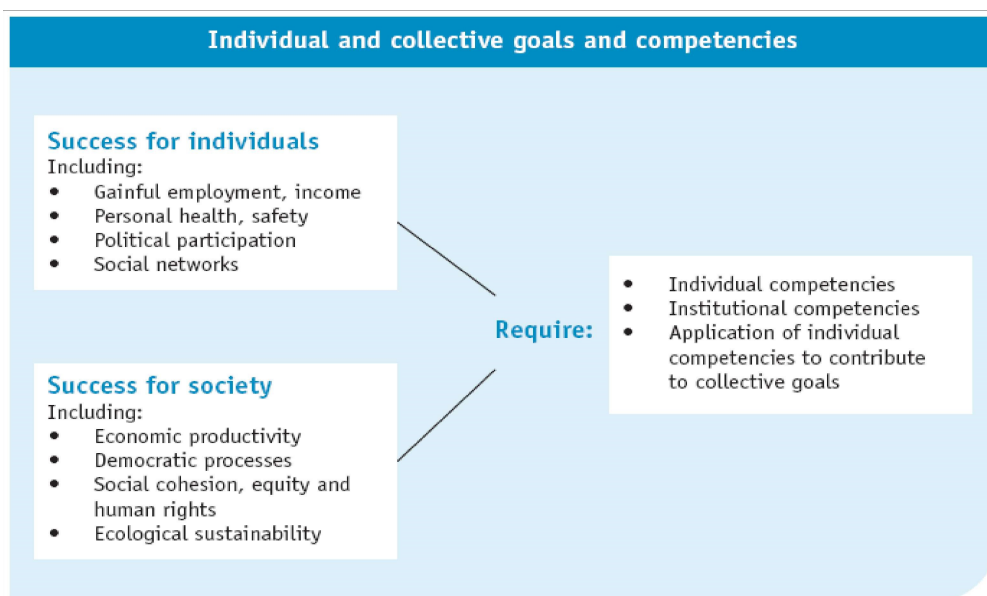 Individual and collective goals and competencies
Success for individuals
Including:
• Gainful employment, income
• Personal health, safety
• Political participation
• Social networks
Success for society
Including:
• Economic productivity
• Democratic processes
• Social cohesion, equity and
human rights
• Ecological sustainability
Require:
• Individual competencies
• Institutional competencies
• Application of individual
competencies to contribute
to collective goals